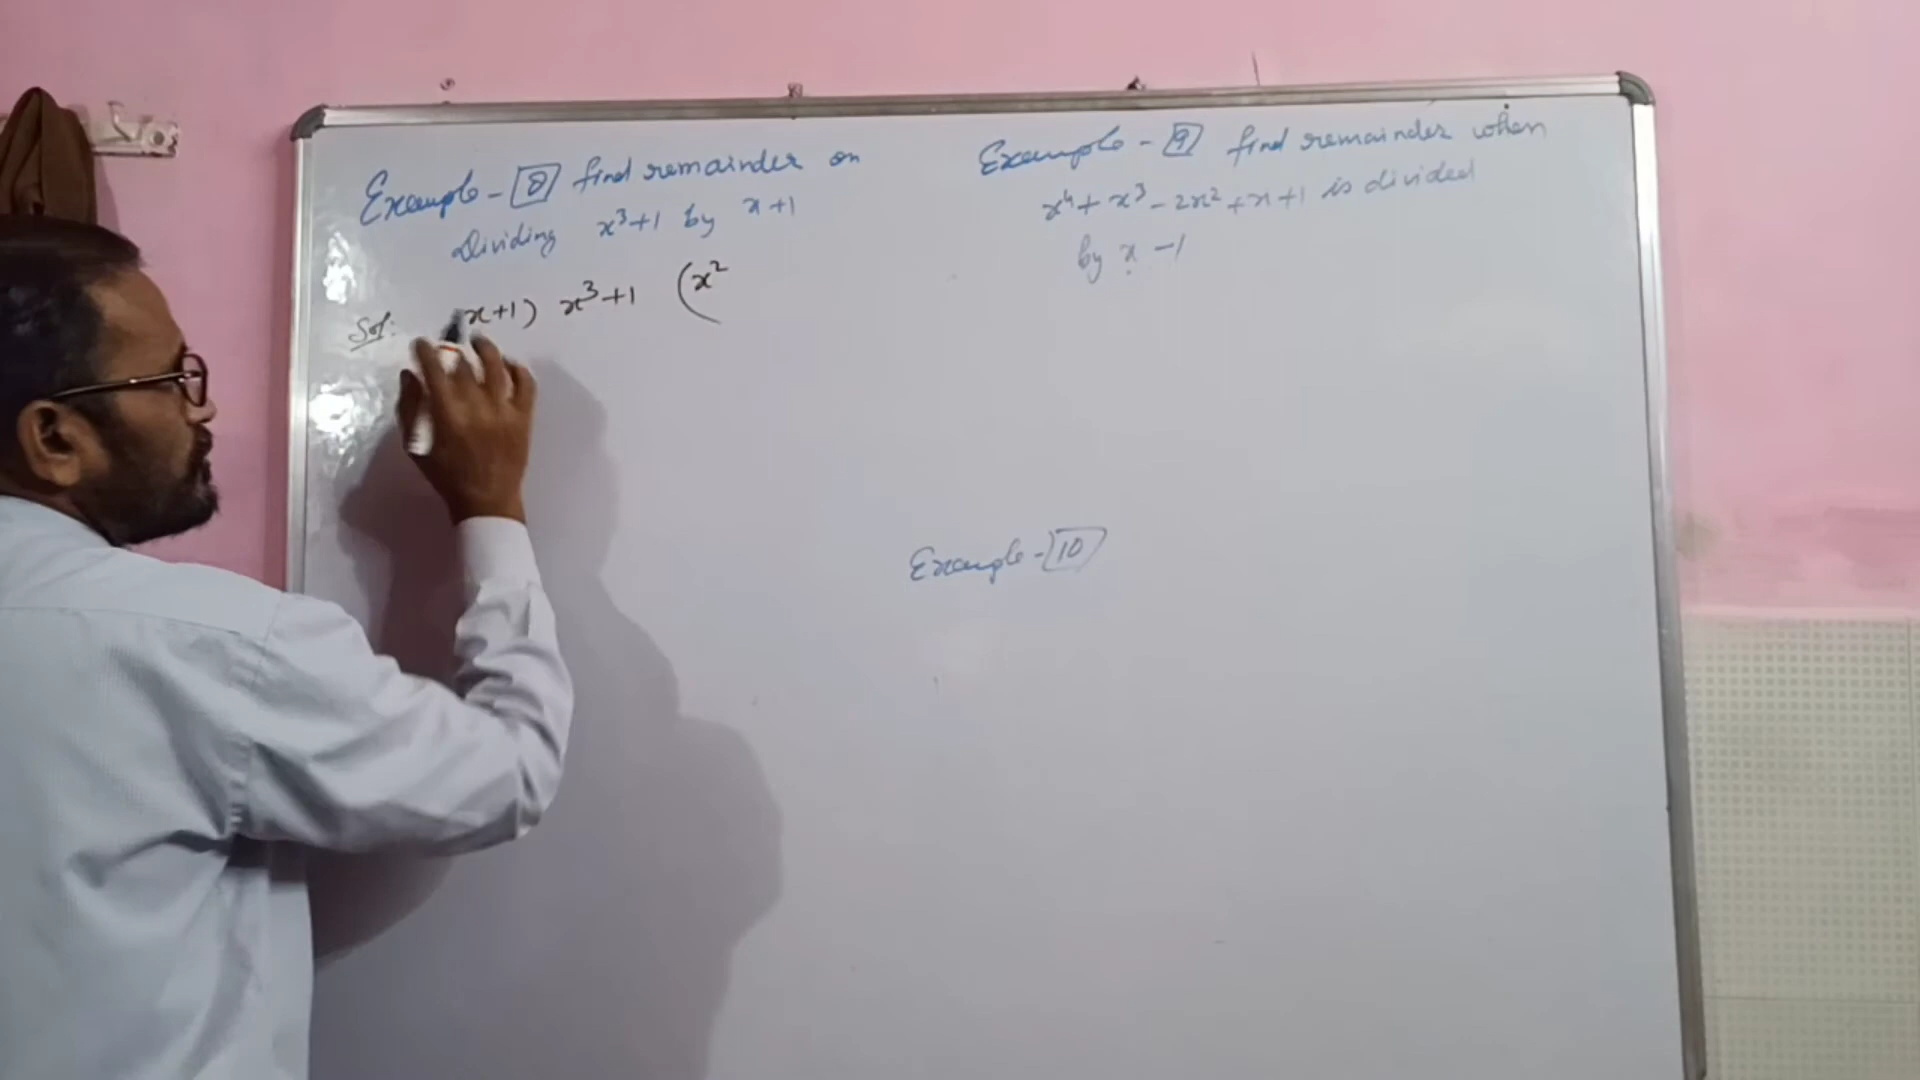 Example-[8] find remainder on
Dividing x³+1 by x+1
Sol: x+1) x³+1 (x²
Example-[9] find remainder when
x⁴+x³-2x²+x+1 is divided
by x-1
Example-[10]